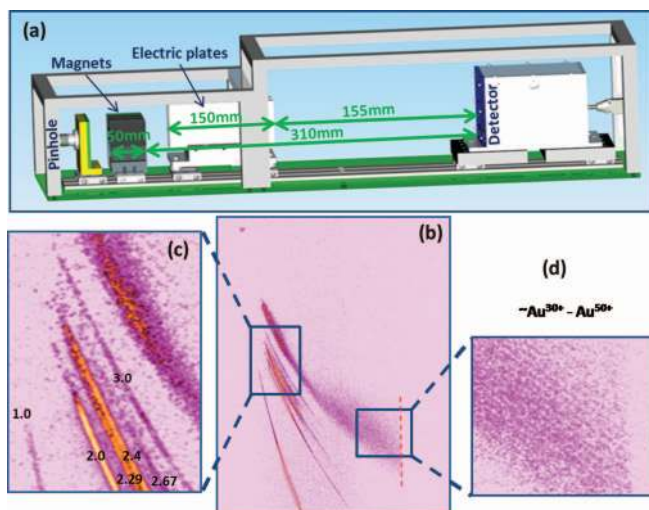 (a)
Electric plates
Magnets
Pinhole
50mm
150mm
155mm
310mm
Detector
(c)
(b)
(d)
~Au³⁰⁺ - Au⁵⁰⁺
3.0
1.0
2.0
2.4
2.29
2.67